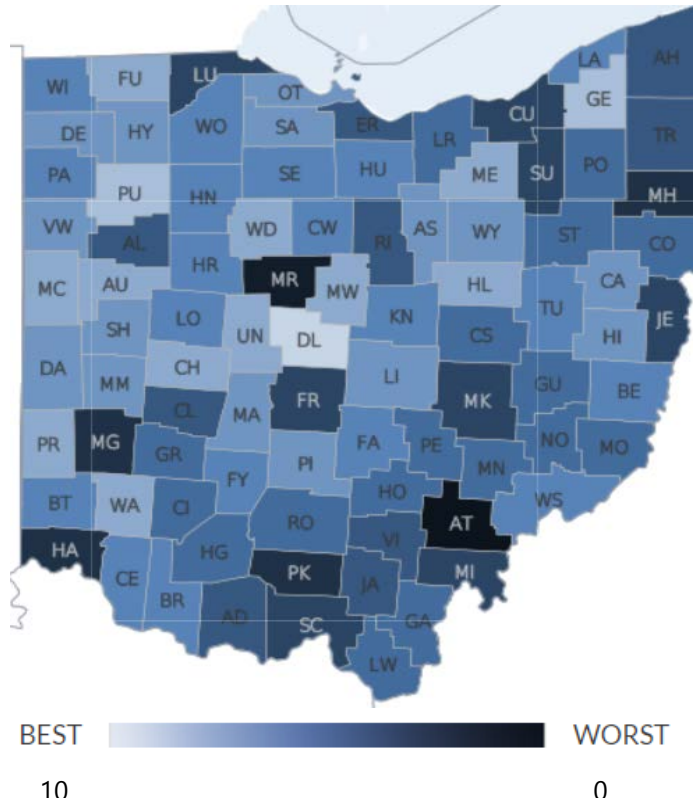 LA
AH
WI
FU
LU
OT
CU
GE
DE
HY
WO
SA
ER
LR
TR
PA
SE
HU
ME
SU
PO
PU
HN
MH
VW
AL
WD
CW
RI
AS
WY
ST
CO
HR
MC
AU
MR
MW
HL
CA
LO
KN
TU
JE
SH
UN
DL
CS
HI
DA
CH
MM
LI
GU
BE
CL
MA
FR
MK
PR
MG
GR
FA
PE
NO
MO
PI
MN
FY
BT
WA
CI
HO
WS
RO
AT
HA
HG
VI
CE
PK
MI
BR
JA
AD
SC
GA
LW
BEST WORST
10 0